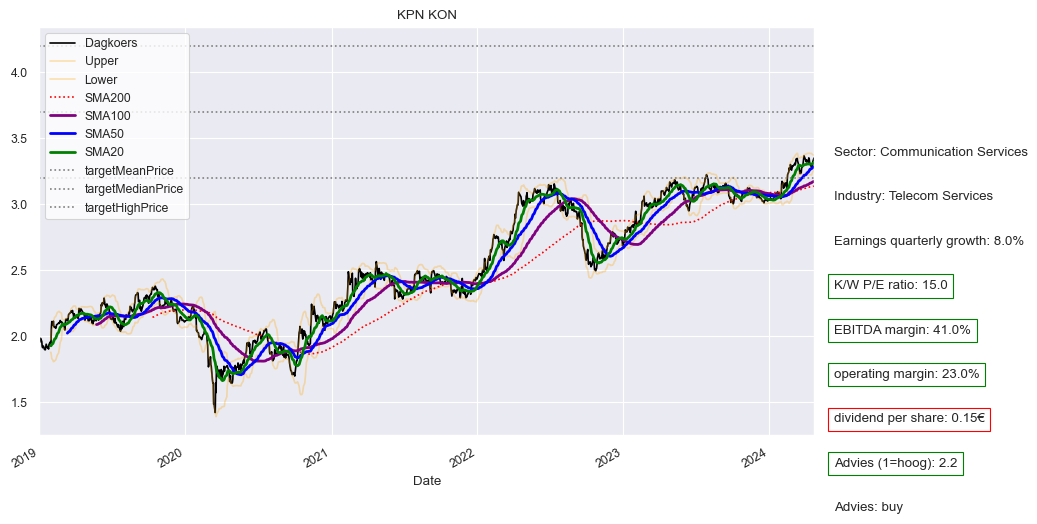 KPN KON
Dagkoers
Upper
Lower
SMA200
SMA100
SMA50
SMA20
targetMeanPrice
targetMedianPrice
targetHighPrice
4.0
3.5
3.0
2.5
2.0
1.5
2019
2020
2021
2022
2023
2024
Date
Sector: Communication Services
Industry: Telecom Services
Earnings quarterly growth: 8.0%
K/W P/E ratio: 15.0
EBITDA margin: 41.0%
operating margin: 23.0%
dividend per share: 0.15€
Advies (1=hoog): 2.2
Advies: buy